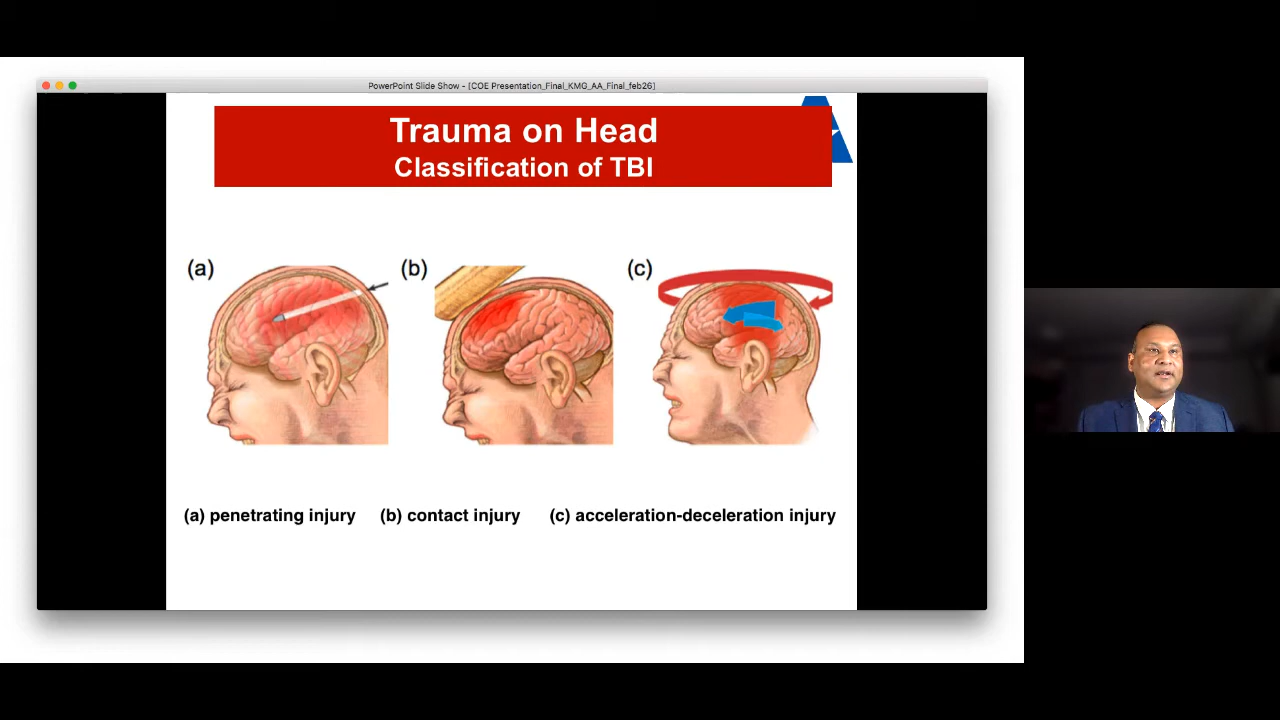 PowerPoint Slide Show - [COE Presentation_Final_KMG_AA_Final_feb26]
Trauma on Head
Classification of TBI
(a) (b) (c)
(a) penetrating injury (b) contact injury (c) acceleration-deceleration injury